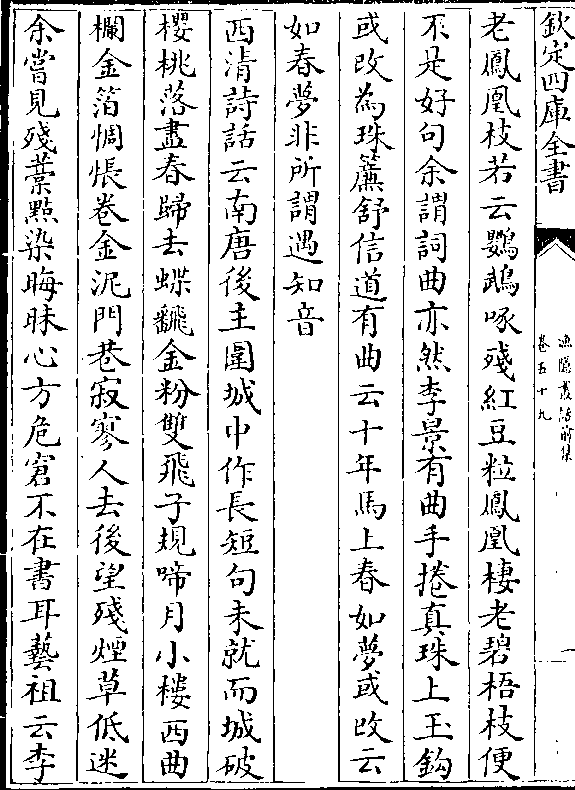 欽定四庫全書
漁隱叢話前集
卷五十九
一
老鳳凰枝若云鸚鵡啄殘紅豆粒鳳凰棲老碧梧枝便
不是好句余謂詞曲亦然李景有曲手捲真珠上玉鈎
或改為珠簾舒信道有曲云十年馬上春如夢或改云
如春夢非所謂遇知音
西清詩話云南唐後主圍城中作長短句未就而城破
櫻桃落盡春歸去蝶翻金粉雙飛子規啼月小樓西曲
欄金箔惆悵卷金泥門巷寂寥人去後望殘煙草低迷
余嘗見殘藁點染晦昧心方危窘不在書耳藝祖云李